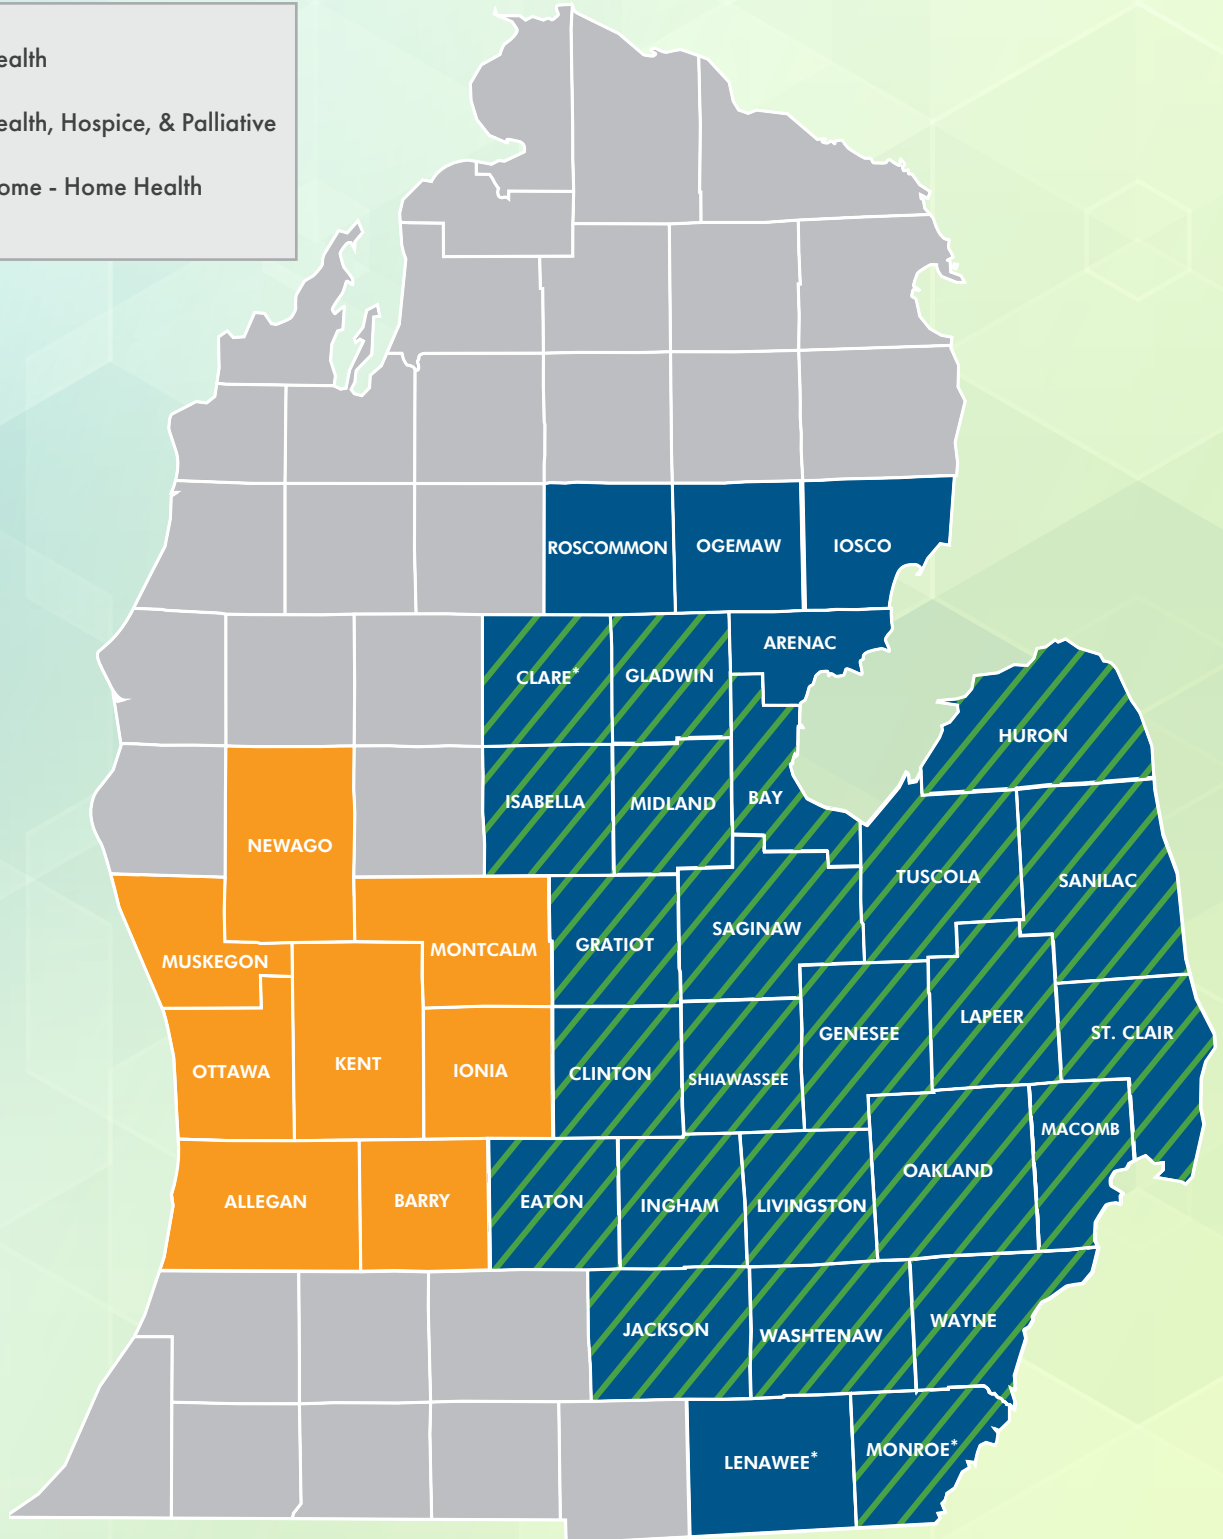 ealth
ealth, Hospice, & Palliative
ome - Home Health
ROSCOMMON
OGEMAW
IOSCO
ARENAC
CLARE*
GLADWIN
HURON
ISABELLA
MIDLAND
BAY
NEWAGO
TUSCOLA
SANILAC
SAGINAW
MONTCALM
GRATIOT
MUSKEGON
LAPEER
GENESEE
ST. CLAIR
KENT
OTTAWA
IONIA
CLINTON
SHIAWASSEE
MACOMB
OAKLAND
ALLEGAN
BARRY
EATON
INGHAM
LIVINGSTON
JACKSON
WASHTENAW
WAYNE
LENAWEE*
MONROE*